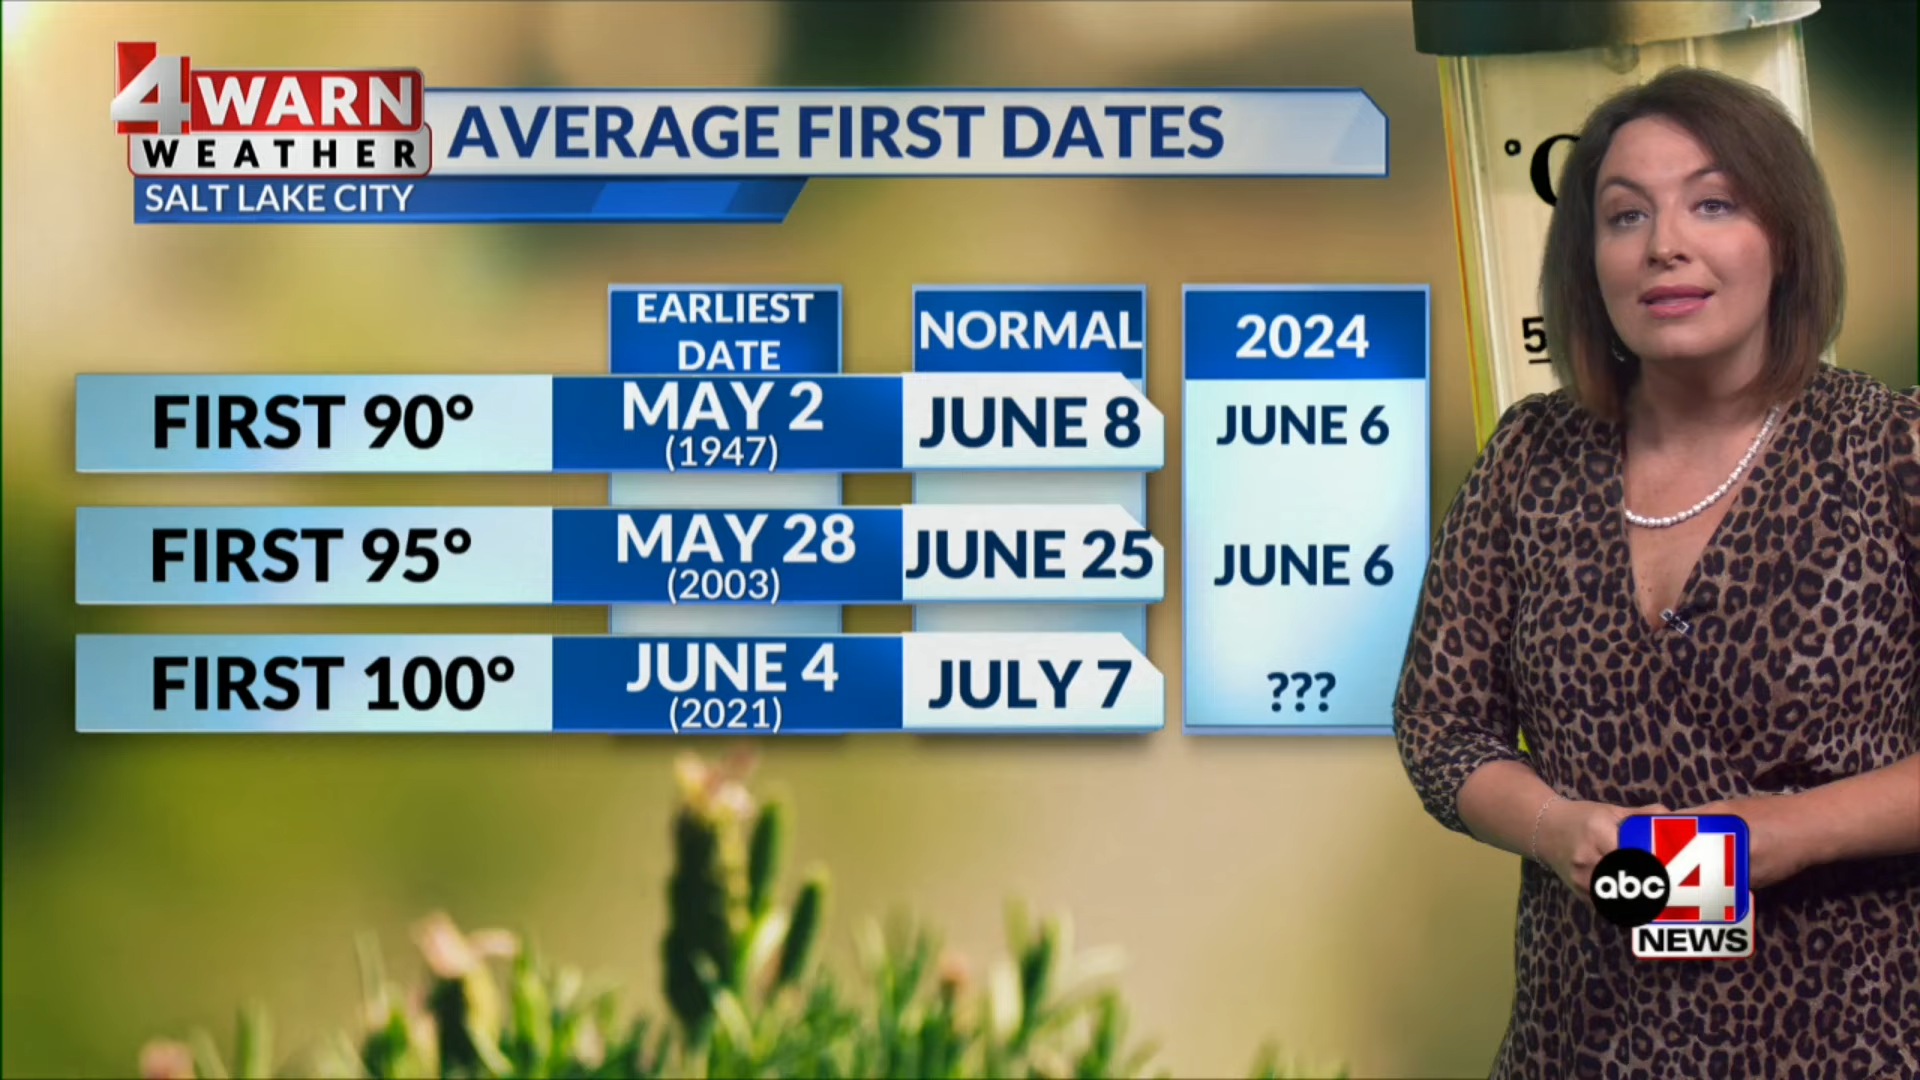 4WARN
WEATHER
AVERAGE FIRST DATES
SALT LAKE CITY
EARLIEST
DATE
NORMAL
2024
FIRST 90°
MAY 2
(1947)
JUNE 8
JUNE 6
FIRST 95°
MAY 28
(2003)
JUNE 25
JUNE 6
FIRST 100°
JUNE 4
(2021)
JULY 7
???
°C
5
abc
4
NEWS